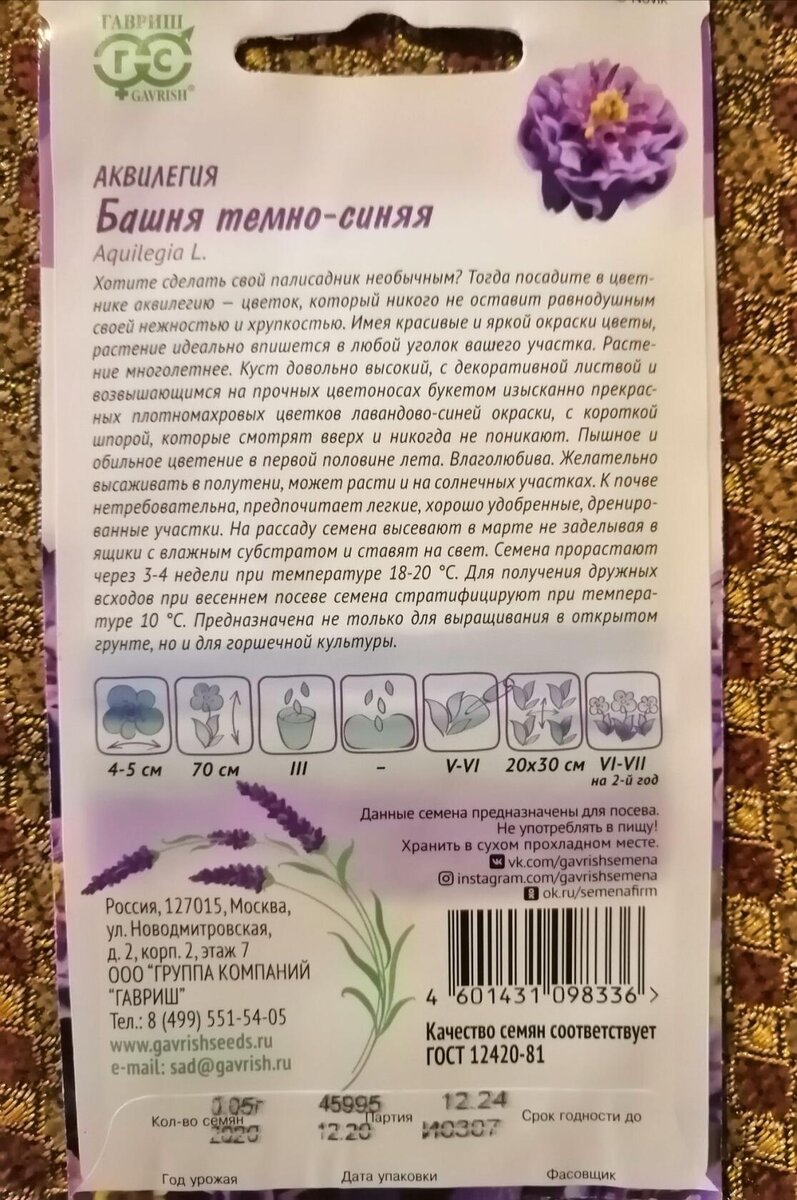 ГАВРИШ
ГС
GAVRISH®
АКВИЛЕГИЯ
Башня темно-синяя
Aquilegia L.
Хотите сделать свой палисадник необычным? Тогда посадите в цвет-
нике аквилегию — цветок, который никого не оставит равнодушным
своей нежностью и хрупкостью. Имея красивые и яркой окраски цветы,
растение идеально впишется в любой уголок вашего участка. Расте-
ние многолетнее. Куст довольно высокий, с декоративной листвой и
возвышающимся на прочных цветоносах букетом изысканно прекрас-
ных плотномахровых цветков лавандово-синей окраски, с короткой
шпорой, которые смотрят вверх и никогда не поникают. Пышное и
обильное цветение в первой половине лета. Влаголюбива. Желательно
высаживать в полутени, может расти и на солнечных участках. К почве
нетребовательна, предпочитает легкие, хорошо удобренные, дрениро-
ванные участки. На рассаду семена высевают в марте не заделывая в
ящики с влажным субстратом и ставят на свет. Семена прорастают
через 3-4 недели при температуре 18-20 °С. Для получения дружных
всходов при весеннем посеве семена стратифицируют при темпера-
туре 10 °С. Предназначена не только для выращивания в открытом
грунте, но и для горшечной культуры.
4-5 см 70 см III – V-VI 20х30 см VI-VII
на 2-й год
Данные семена предназначены для посева.
Не употреблять в пищу!
Хранить в сухом прохладном месте.
vk.com/gavrishsemena
instagram.com/gavrishsemena
ok.ru/semenafirm
Россия, 127015, Москва,
ул. Новодмитровская,
д. 2, корп. 2, этаж 7
ООО "ГРУППА КОМПАНИЙ
"ГАВРИШ"
Тел.: 8 (499) 551-54-05
www.gavrishseeds.ru
e-mail: sad@gavrish.ru
4 601431 098336 >
Качество семян соответствует
ГОСТ 12420-81
0.05г 45995 12.24
Кол-во семян Партия Срок годности до
2020 12.20 И0307
Год урожая Дата упаковки Фасовщик